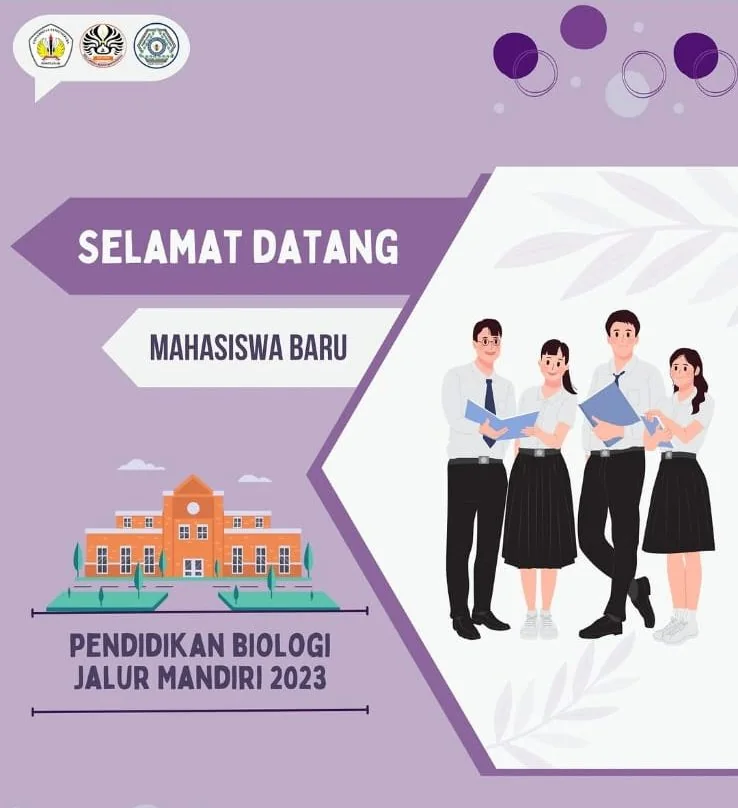 SELAMAT DATANG
MAHASISWA BARU
PENDIDIKAN BIOLOGI
JALUR MANDIRI 2023